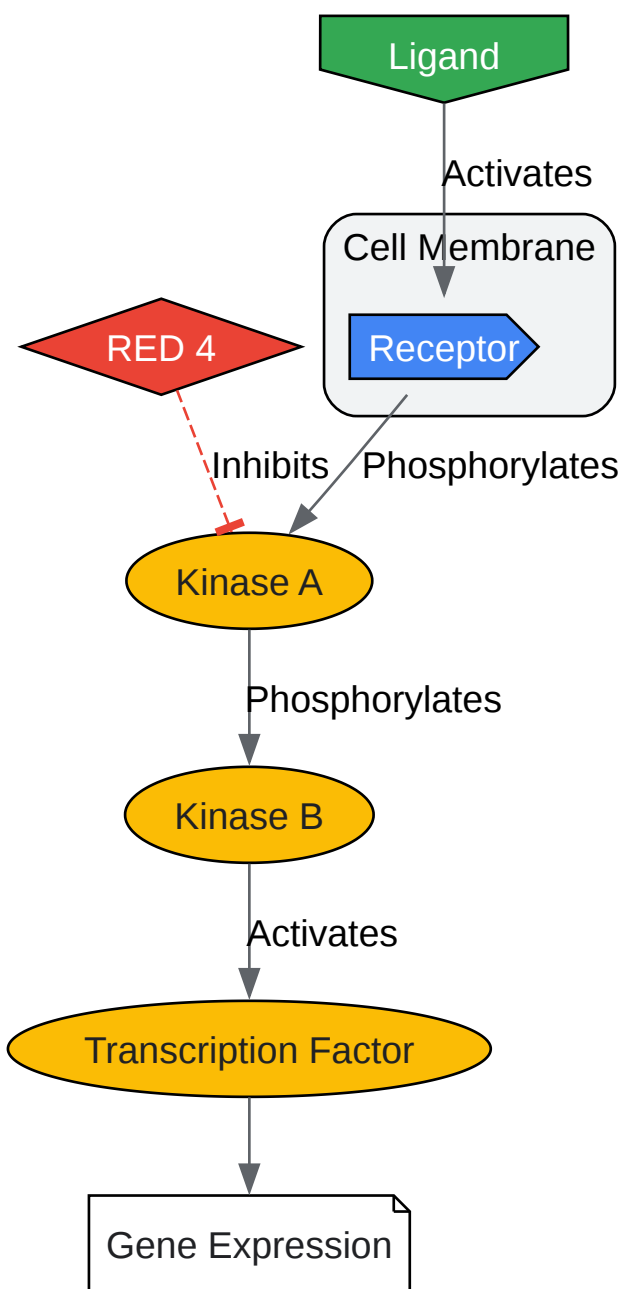 Ligand
Activates
Cell Membrane
RED 4
Receptor
Inhibits
Phosphorylates
Kinase A
Phosphorylates
Kinase B
Activates
Transcription Factor
Gene Expression